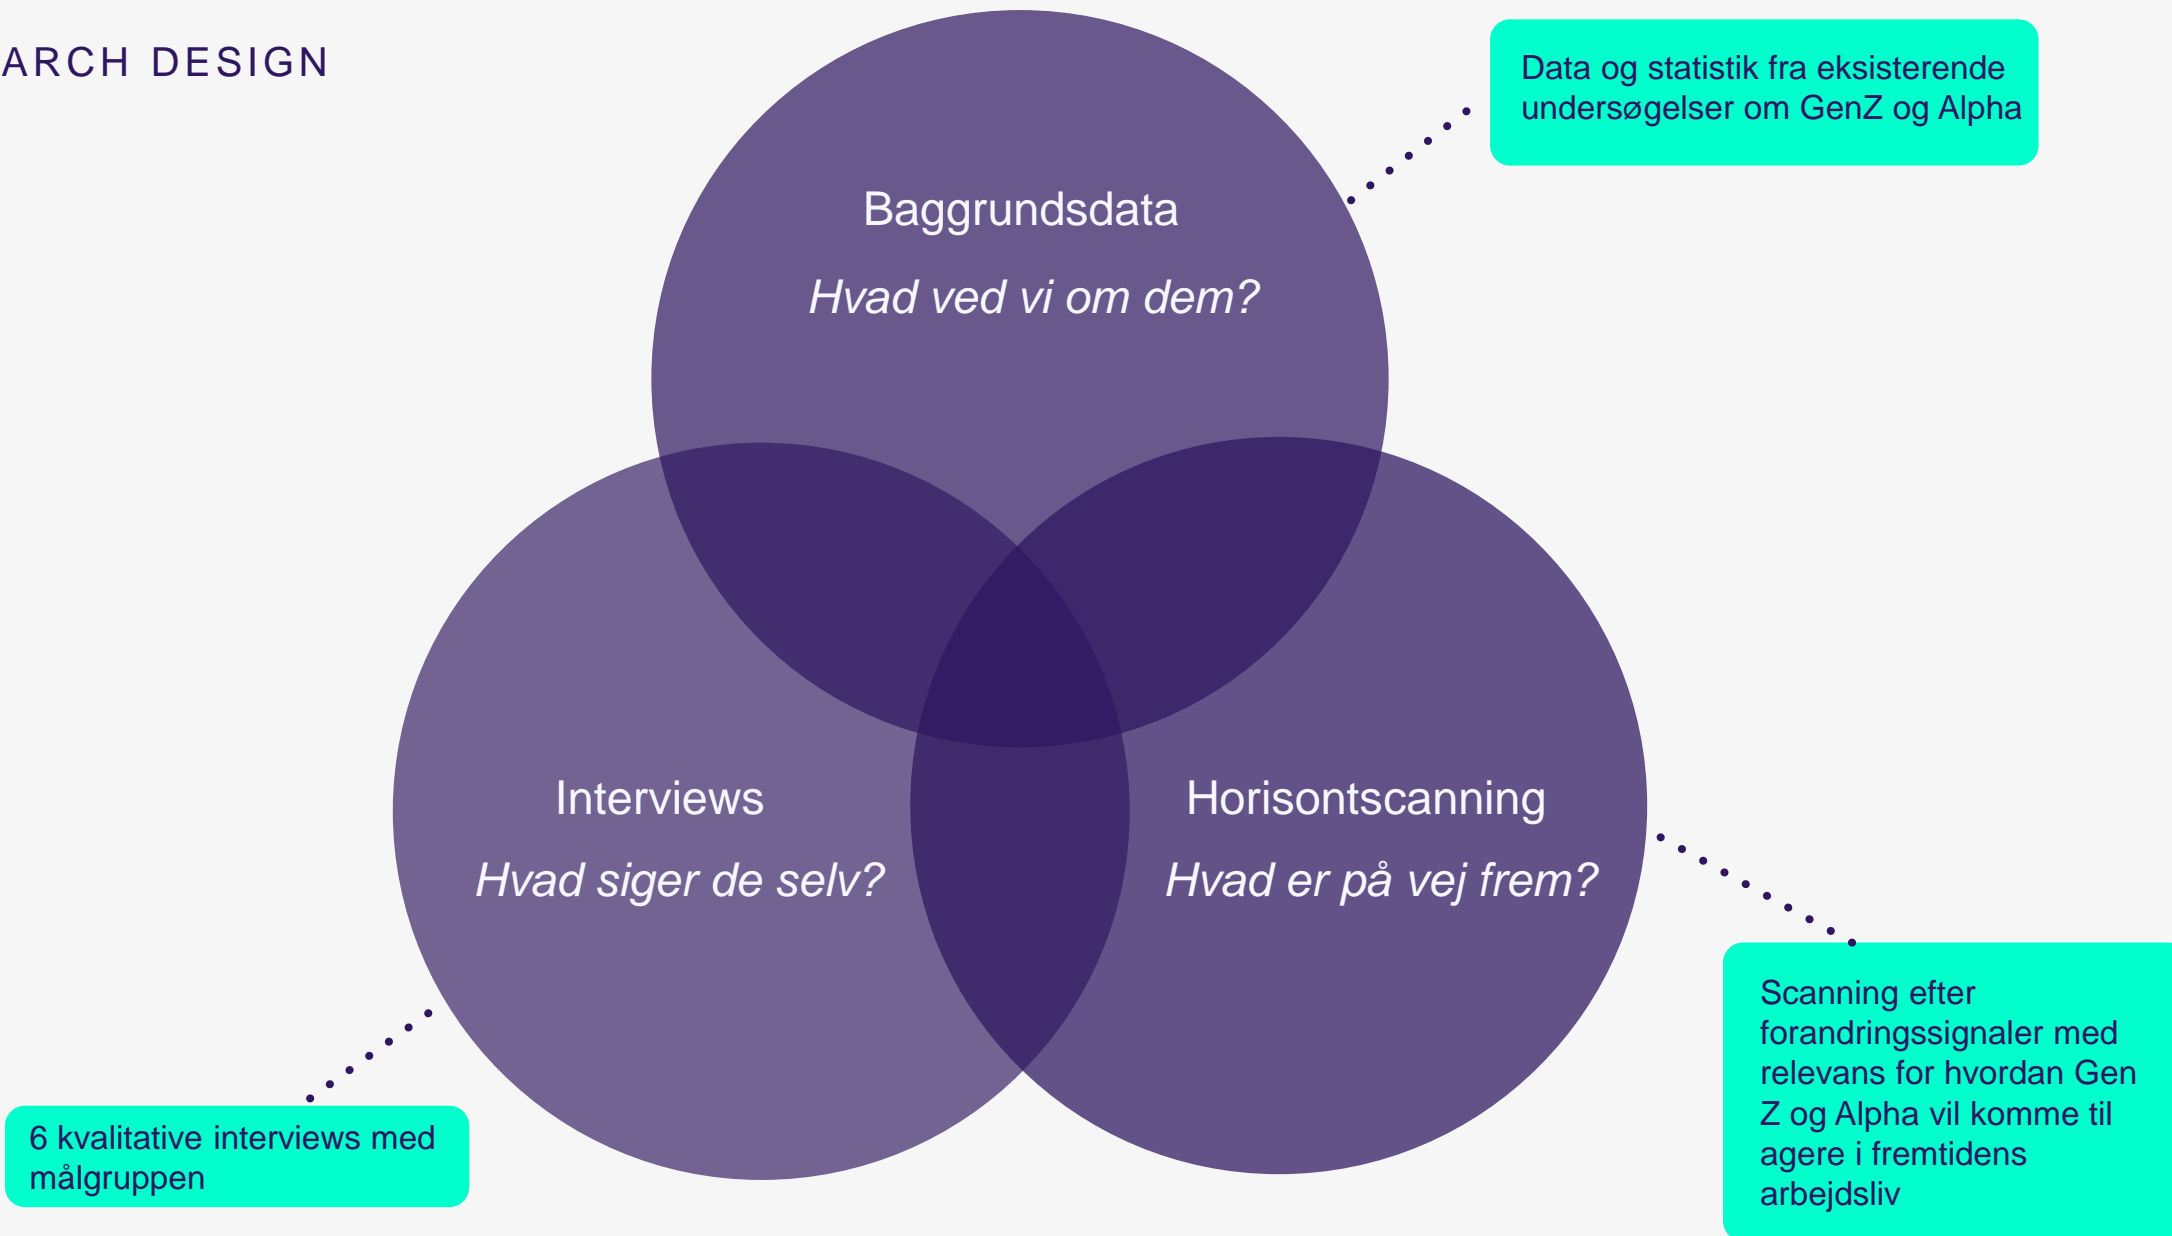 ARCH DESIGN
Data og statistik fra eksisterende
undersøgelser om GenZ og Alpha
Baggrundsdata
Hvad ved vi om dem?
Interviews
Hvad siger de selv?
Horisontscanning
Hvad er på vej frem?
6 kvalitative interviews med
målgruppen
Scanning efter
forandringssignaler med
relevans for hvordan Gen
Z og Alpha vil komme til
agere i fremtidens
arbejdsliv